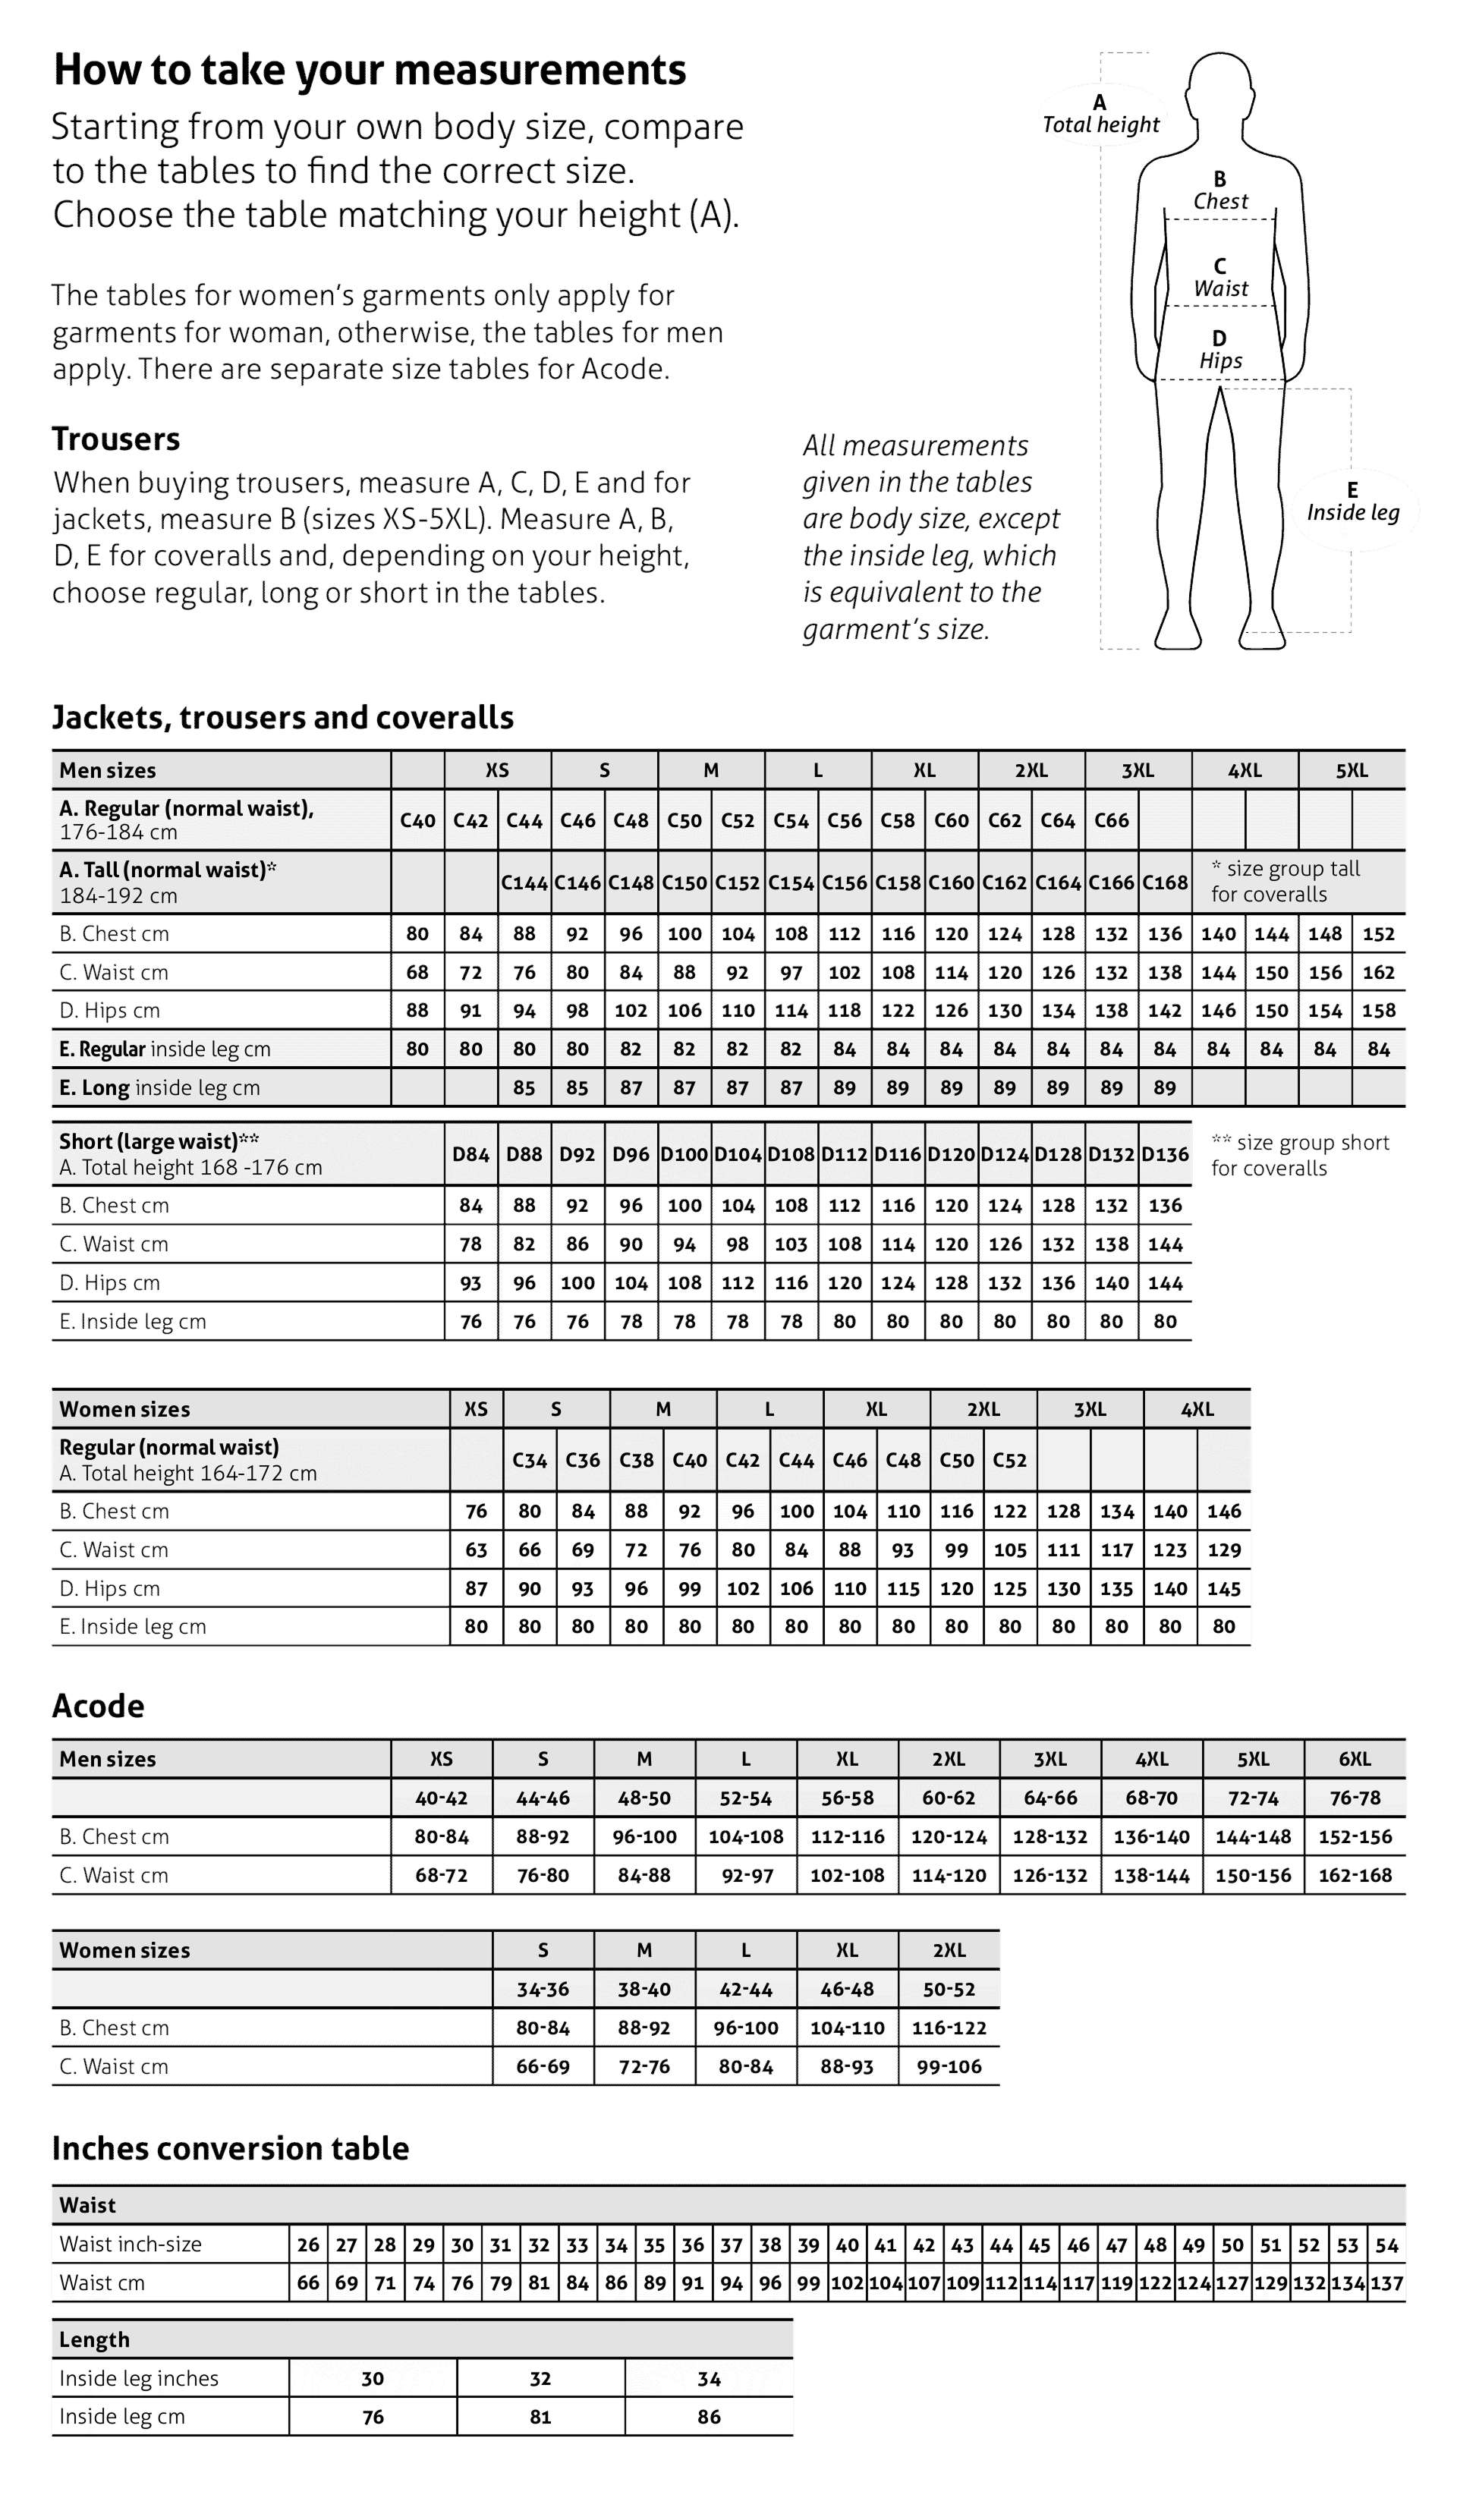 How to take your measurements
Starting from your own body size, compare
to the tables to find the correct size.
Choose the table matching your height (A).
The tables for women's garments only apply for
garments for woman, otherwise, the tables for men
apply. There are separate size tables for Acode.
Trousers
When buying trousers, measure A, C, D, E and for
jackets, measure B (sizes XS-5XL). Measure A, B,
D, E for coveralls and, depending on your height,
choose regular, long or short in the tables.
All measurements
given in the tables
are body size, except
the inside leg, which
is equivalent to the
garment's size.
A
Total height
B
Chest
C
Waist
D
Hips
E
Inside leg
Jackets, trousers and coveralls
Men sizes XS S M L XL 2XL 3XL 4XL 5XL
A. Regular (normal waist),
176-184 cm
C40 C42 C44 C46 C48 C50 C52 C54 C56 C58 C60 C62 C64 C66
A. Tall (normal waist)*
184-192 cm
C144 C146 C148 C150 C152 C154 C156 C158 C160 C162 C164 C166 C168
* size group tall
for coveralls
B. Chest cm 80 84 88 92 96 100 104 108 112 116 120 124 128 132 136 140 144 148 152
C. Waist cm 68 72 76 80 84 88 92 97 102 108 114 120 126 132 138 144 150 156 162
D. Hips cm 88 91 94 98 102 106 110 114 118 122 126 130 134 138 142 146 150 154 158
E. Regular inside leg cm 80 80 80 80 82 82 82 82 84 84 84 84 84 84 84 84 84 84 84
E. Long inside leg cm 85 85 87 87 87 87 89 89 89 89 89 89 89
Short (large waist)**
A. Total height 168 -176 cm
D84 D88 D92 D96 D100 D104 D108 D112 D116 D120 D124 D128 D132 D136
** size group short
for coveralls
B. Chest cm 84 88 92 96 100 104 108 112 116 120 124 128 132 136
C. Waist cm 78 82 86 90 94 98 103 108 114 120 126 132 138 144
D. Hips cm 93 96 100 104 108 112 116 120 124 128 132 136 140 144
E. Inside leg cm 76 76 76 78 78 78 78 80 80 80 80 80 80 80
Women sizes XS S M L XL 2XL 3XL 4XL
Regular (normal waist)
A. Total height 164-172 cm
C34 C36 C38 C40 C42 C44 C46 C48 C50 C52
B. Chest cm 76 80 84 88 92 96 100 104 110 116 122 128 134 140 146
C. Waist cm 63 66 69 72 76 80 84 88 93 99 105 111 117 123 129
D. Hips cm 87 90 93 96 99 102 106 110 115 120 125 130 135 140 145
E. Inside leg cm 80 80 80 80 80 80 80 80 80 80 80 80 80 80 80
Acode
Men sizes XS S M L XL 2XL 3XL 4XL 5XL 6XL
40-42 44-46 48-50 52-54 56-58 60-62 64-66 68-70 72-74 76-78
B. Chest cm 80-84 88-92 96-100 104-108 112-116 120-124 128-132 136-140 144-148 152-156
C. Waist cm 68-72 76-80 84-88 92-97 102-108 114-120 126-132 138-144 150-156 162-168
Women sizes S M L XL 2XL
34-36 38-40 42-44 46-48 50-52
B. Chest cm 80-84 88-92 96-100 104-110 116-122
C. Waist cm 66-69 72-76 80-84 88-93 99-106
Inches conversion table
Waist
Waist inch-size 26 27 28 29 30 31 32 33 34 35 36 37 38 39 40 41 42 43 44 45 46 47 48 49 50 51 52 53 54
Waist cm 66 69 71 74 76 79 81 84 86 89 91 94 96 99 102 104 107 109 112 114 117 119 122 124 127 129 132 134 137
Length
Inside leg inches 30 32 34
Inside leg cm 76 81 86